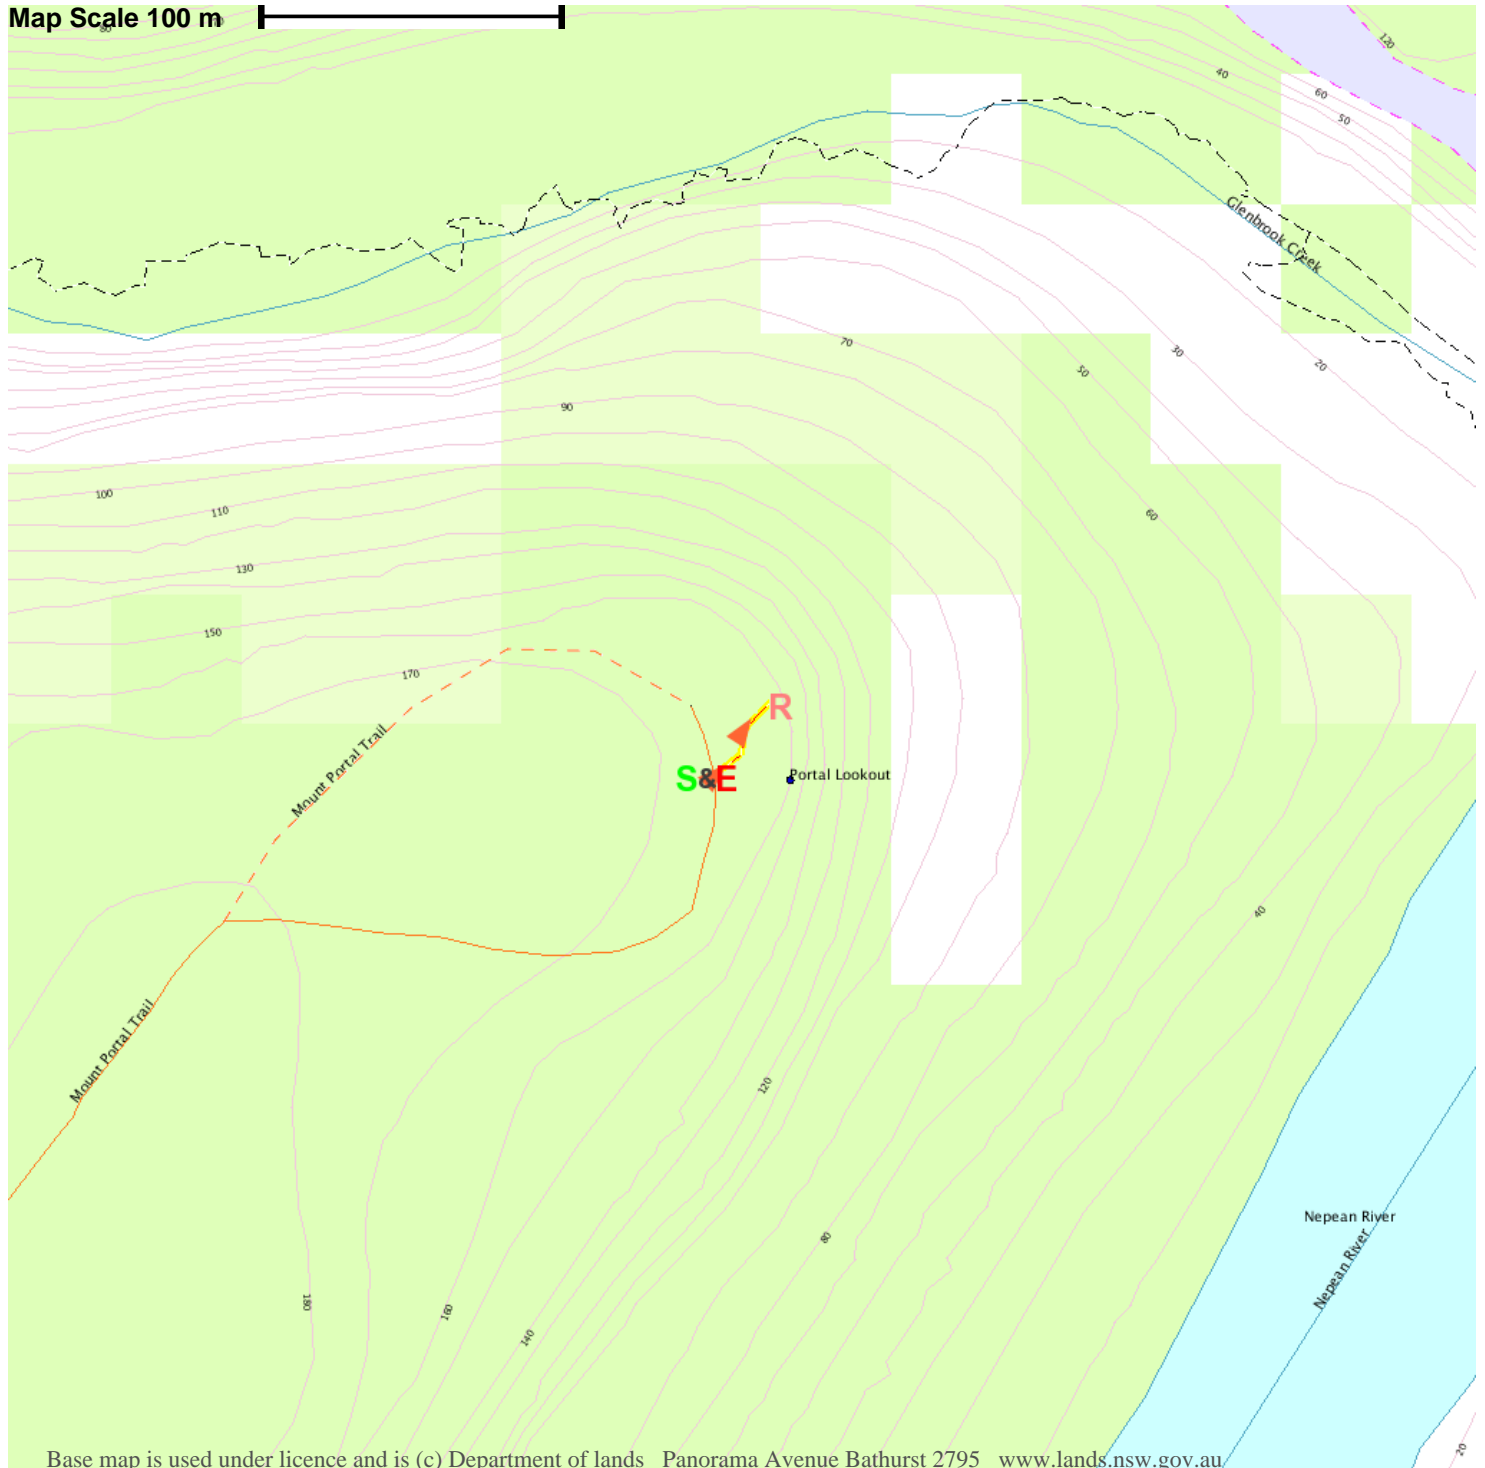 Map Scale 100 m
80
120
40
60
50
Glenbrook Creek
70
30
50
20
90
100
110
60
130
150
170
R
Mount Portal Trail
S&E
Portal Lookout
40
Mount Portal Trail
120
Nepean River
80
Nepean River
180
160
140
20
Base map is used under licence and is (c) Department of lands Panorama Avenue Bathurst 2795 www.lands.nsw.gov.au